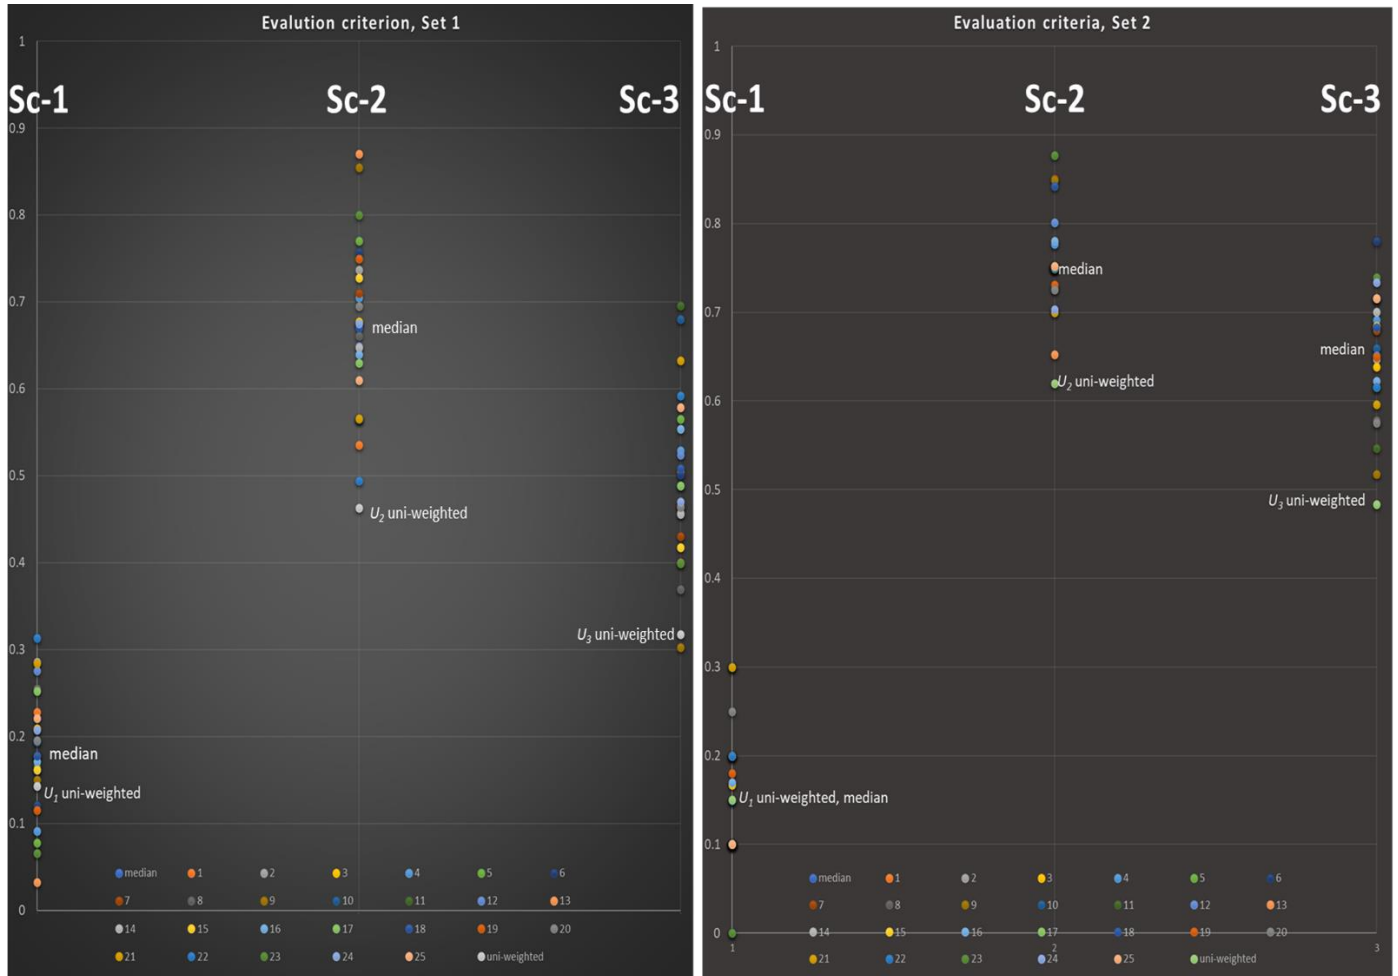 Evalution criterion, Set 1
1
Sc-1 Sc-2 Sc-3
0.9
0.8
0.7
median
0.6
0.5
U2 uni-weighted
0.4
U3 uni-weighted
0.3
0.2
median
U1 uni-weighted
0.1
median 1 2 3 4 5 6
7 8 9 10 11 12 13
0
14 15 16 17 18 19 20
21 22 23 24 25 uni-weighted
Evaluation criteria, Set 2
1
Sc-1 Sc-2 Sc-3
0.9
0.8
median
0.7
median
U2 uni-weighted
0.6
U3 uni-weighted
0.5
0.4
0.3
0.2
U1 uni-weighted, median
0.1
median 1 2 3 4 5 6
7 8 9 10 11 12 13
0 14 15 16 17 18 19 20
1 2 3
21 22 23 24 25 uni-weighted